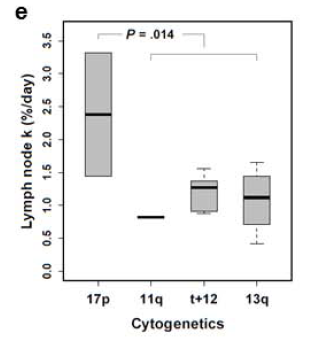 e
P = .014
Lymph node k (%/day)
3.5
3.0
2.5
2.0
1.5
1.0
0.5
0.0
17p 11q t+12 13q
Cytogenetics